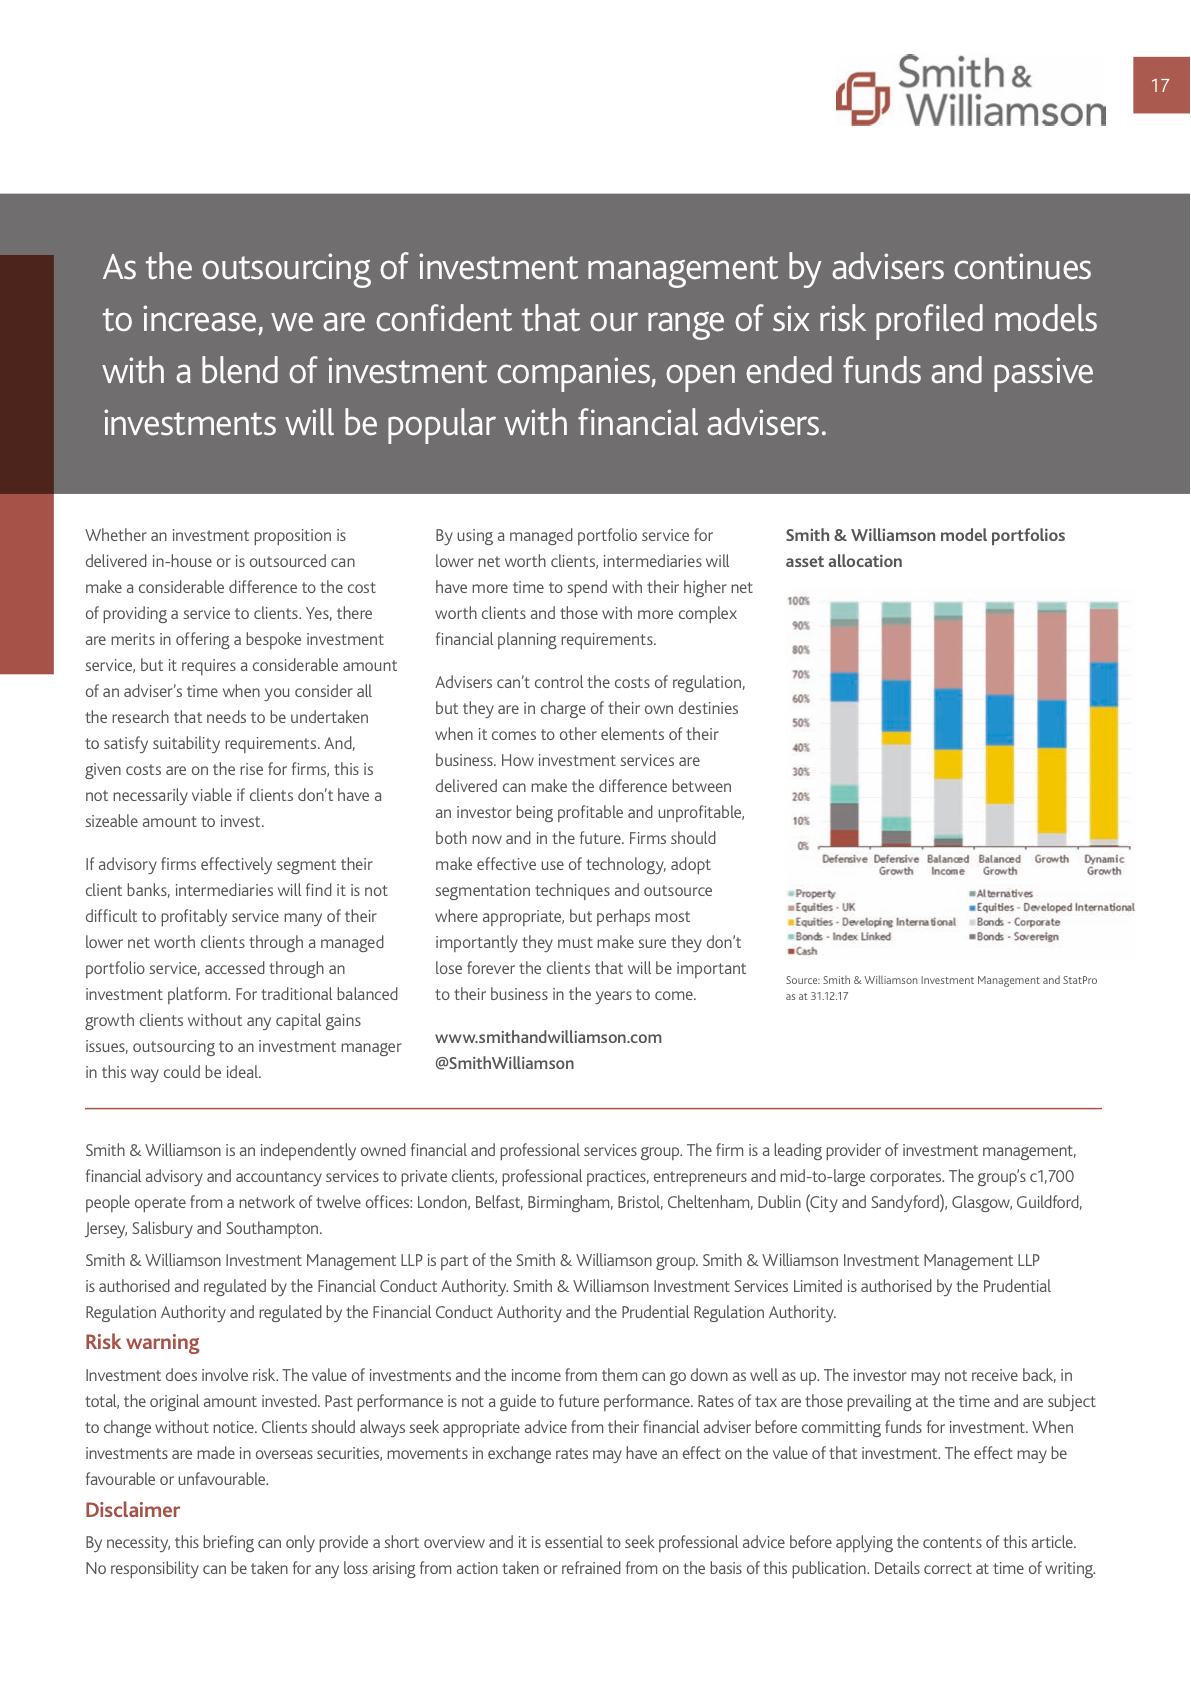 Smith &
Williamson
17
As the outsourcing of investment management by advisers continues
to increase, we are confident that our range of six risk profiled models
with a blend of investment companies, open ended funds and passive
investments will be popular with financial advisers.
Whether an investment proposition is
delivered in-house or is outsourced can
make a considerable difference to the cost
of providing a service to clients. Yes, there
are merits in offering a bespoke investment
service, but it requires a considerable amount
of an adviser’s time when you consider all
the research that needs to be undertaken
to satisfy suitability requirements. And,
given costs are on the rise for firms, this is
not necessarily viable if clients don’t have a
sizeable amount to invest.
If advisory firms effectively segment their
client banks, intermediaries will find it is not
difficult to profitably service many of their
lower net worth clients through a managed
portfolio service, accessed through an
investment platform. For traditional balanced
growth clients without any capital gains
issues, outsourcing to an investment manager
in this way could be ideal.
By using a managed portfolio service for
lower net worth clients, intermediaries will
have more time to spend with their higher net
worth clients and those with more complex
financial planning requirements.
Advisers can’t control the costs of regulation,
but they are in charge of their own destinies
when it comes to other elements of their
business. How investment services are
delivered can make the difference between
an investor being profitable and unprofitable,
both now and in the future. Firms should
make effective use of technology, adopt
segmentation techniques and outsource
where appropriate, but perhaps most
importantly they must make sure they don’t
lose forever the clients that will be important
to their business in the years to come.
www.smithandwilliamson.com
@SmithWilliamson
Smith & Williamson model portfolios
asset allocation
100%
90%
80%
70%
60%
50%
40%
30%
20%
10%
0%
Defensive Defensive Balanced Balanced Growth Dynamic
Growth Income Growth Growth
Property Alternatives
Equities - UK Equities - Developed International
Equities - Developing International Bonds - Corporate
Bonds - Index Linked Bonds - Sovereign
Cash
Source: Smith & Williamson Investment Management and StatPro
as at 31.12.17
Smith & Williamson is an independently owned financial and professional services group. The firm is a leading provider of investment management,
financial advisory and accountancy services to private clients, professional practices, entrepreneurs and mid-to-large corporates. The group’s c1,700
people operate from a network of twelve offices: London, Belfast, Birmingham, Bristol, Cheltenham, Dublin (City and Sandyford), Glasgow, Guildford,
Jersey, Salisbury and Southampton.
Smith & Williamson Investment Management LLP is part of the Smith & Williamson group. Smith & Williamson Investment Management LLP
is authorised and regulated by the Financial Conduct Authority. Smith & Williamson Investment Services Limited is authorised by the Prudential
Regulation Authority and regulated by the Financial Conduct Authority and the Prudential Regulation Authority.
Risk warning
Investment does involve risk. The value of investments and the income from them can go down as well as up. The investor may not receive back, in
total, the original amount invested. Past performance is not a guide to future performance. Rates of tax are those prevailing at the time and are subject
to change without notice. Clients should always seek appropriate advice from their financial adviser before committing funds for investment. When
investments are made in overseas securities, movements in exchange rates may have an effect on the value of that investment. The effect may be
favourable or unfavourable.
Disclaimer
By necessity, this briefing can only provide a short overview and it is essential to seek professional advice before applying the contents of this article.
No responsibility can be taken for any loss arising from action taken or refrained from on the basis of this publication. Details correct at time of writing.